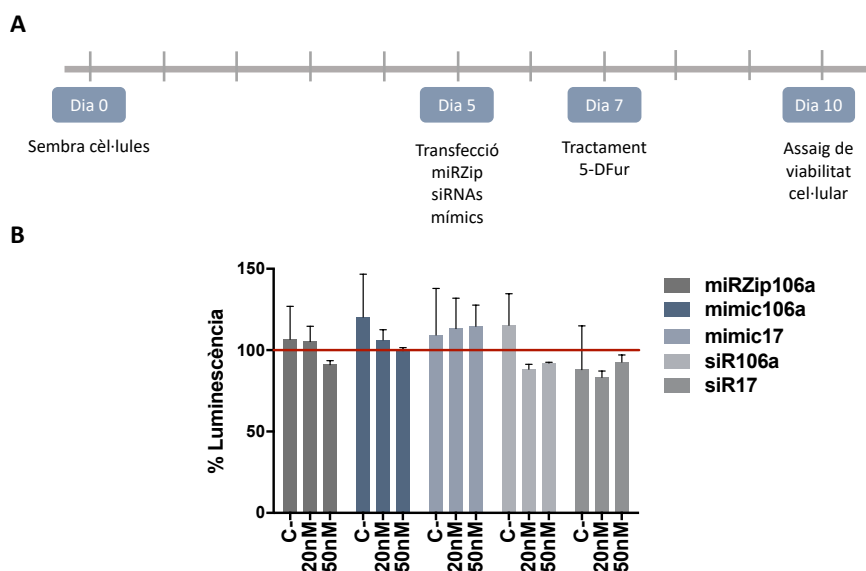 A
Dia 0
Dia 5
Dia 7
Dia 10
Sembra cèl·lules
Transfecció
miRZip
siRNAs
mímics
Tractament
5-DFur
Assaig de
viabilitat
cel·lular
B
% Luminescència
150
100
50
0
C-
20nM
50nM
C-
20nM
50nM
C-
20nM
50nM
C-
20nM
50nM
C-
20nM
50nM
miRZip106a
mimic106a
mimic17
siR106a
siR17